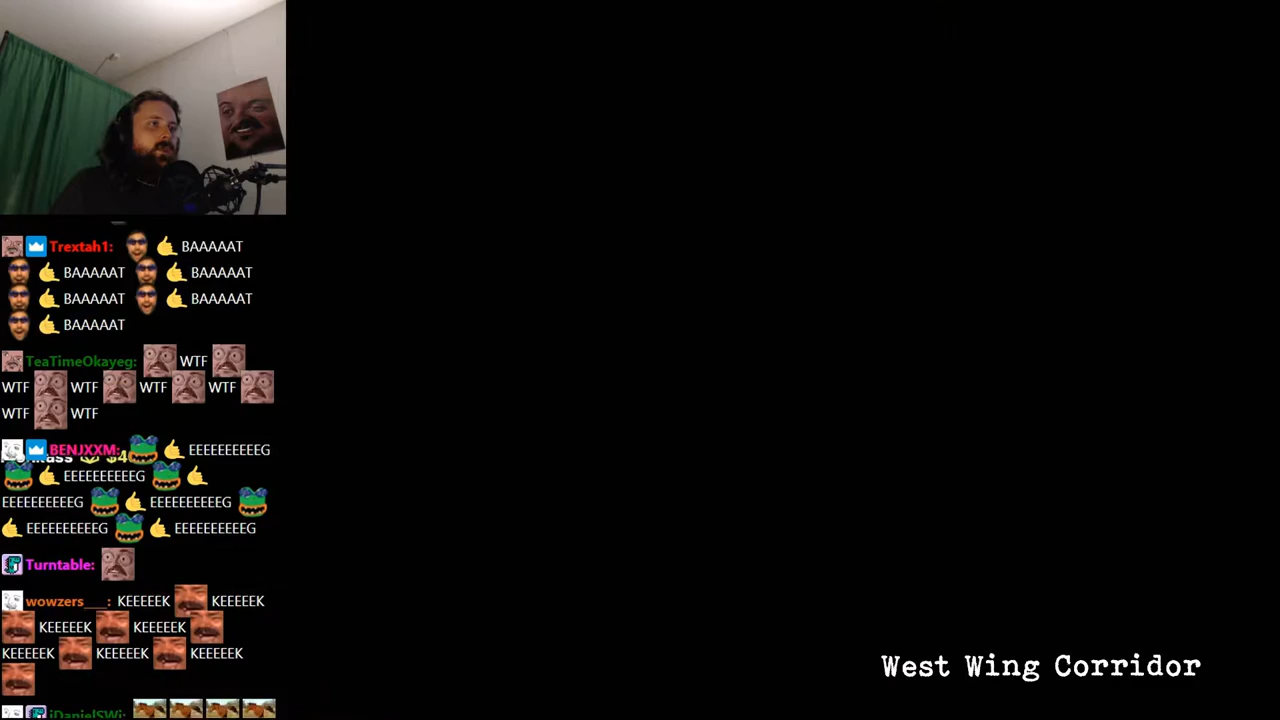 Trextah1: BAAAAAT
BAAAAAT BAAAAAT
BAAAAAT BAAAAAT
BAAAAAT
TeaTimeOkayeg: WTF
WTF WTF WTF WTF
WTF WTF
BENJXXM: EEEEEEEEEEG
EEEEEEEEEEG
EEEEEEEEEEG EEEEEEEEEEG
EEEEEEEEEEG EEEEEEEEEEG
Turntable:
wowzers___: KEEEEEK KEEEEEK
KEEEEEK KEEEEEK
KEEEEEK KEEEEEK KEEEEEK
iDanielSWi:
West Wing Corridor